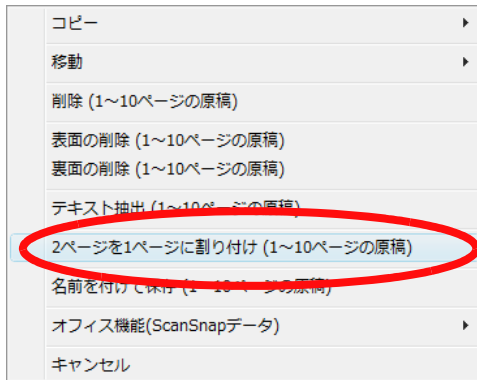 コピー
移動
削除 (1～10ページの原稿)
表面の削除 (1～10ページの原稿)
裏面の削除 (1～10ページの原稿)
テキスト抽出 (1～10ページの原稿)
2ページを1ページに割り付け (1～10ページの原稿)
名前を付けて保存 (1～10ページの原稿)
オフィス機能(ScanSnapデータ)
キャンセル